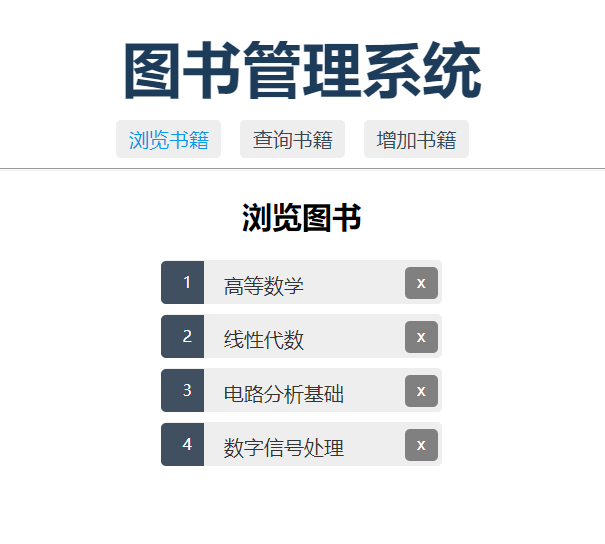 图书管理系统
浏览书籍 查询书籍 增加书籍
浏览图书
1 高等数学 x
2 线性代数 x
3 电路分析基础 x
4 数字信号处理 x